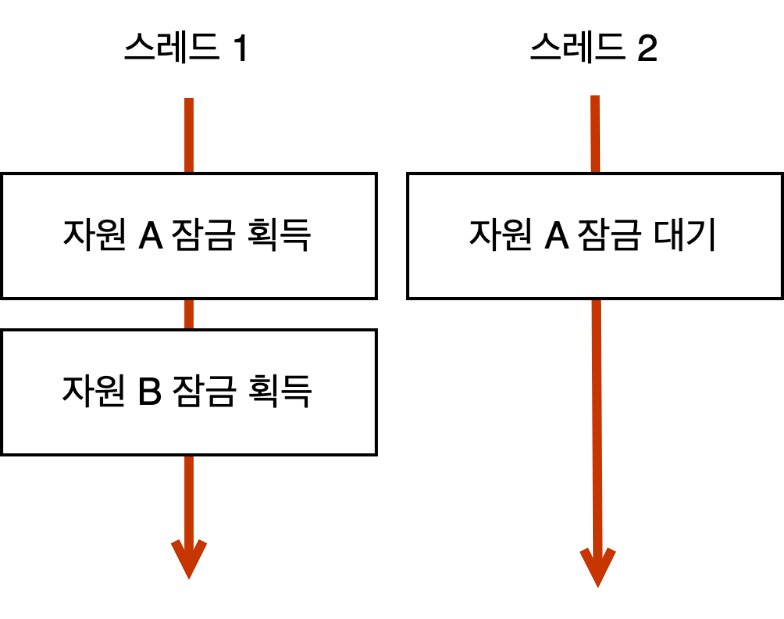 스레드 1
스레드 2
자원 A 잠금 획득
자원 A 잠금 대기
자원 B 잠금 획득